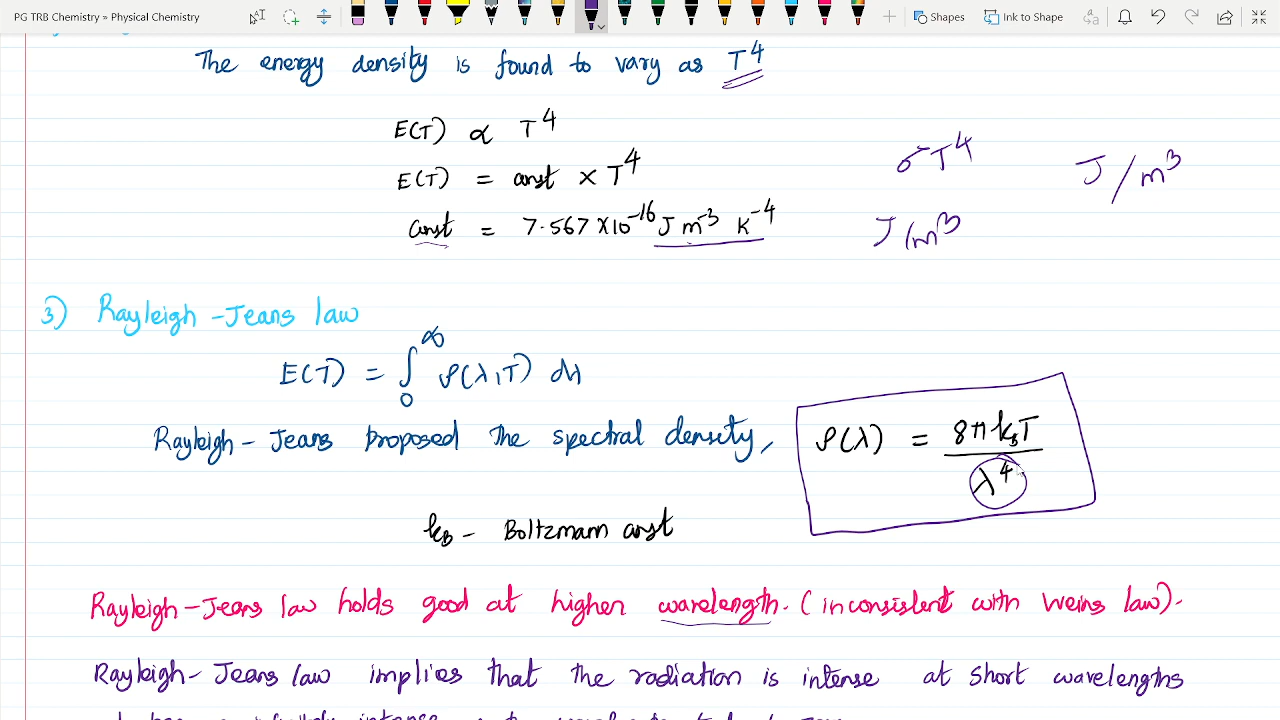 PG TRB Chemistry » Physical Chemistry Shapes Ink to Shape
The energy density is found to vary as T⁴
E(T) ∝ T⁴
σT⁴ J/m³
E(T) = const × T⁴
const = 7.567 × 10⁻¹⁶ J m⁻³ K⁻⁴ J/m³
3) Rayleigh - Jeans law
E(T) = ∫₀^∞ ρ(λ,T) dλ
Rayleigh - Jeans proposed the spectral density, ρ(λ) = 8πk_BT / λ⁴
k_B - Boltzmann const
Rayleigh - Jeans law holds good at higher wavelength. (inconsistent with Weins law).
Rayleigh - Jeans law implies that the radiation is intense at short wavelengths